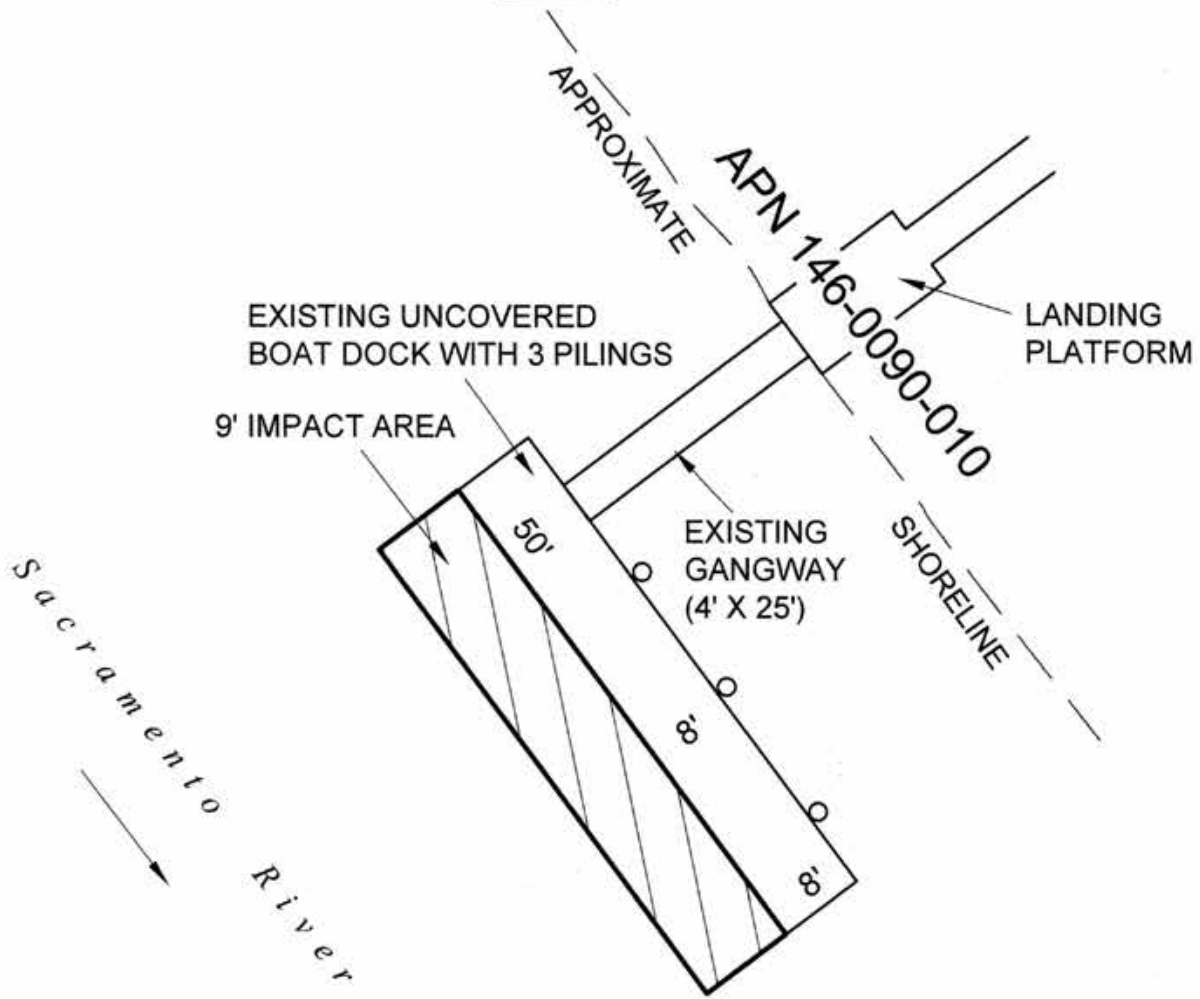 APPROXIMATE
APN 146-0090-010
EXISTING UNCOVERED
BOAT DOCK WITH 3 PILINGS
LANDING
PLATFORM
9' IMPACT AREA
50'
EXISTING
GANGWAY
(4' X 25')
SHORELINE
8'
8'
Sacramento River